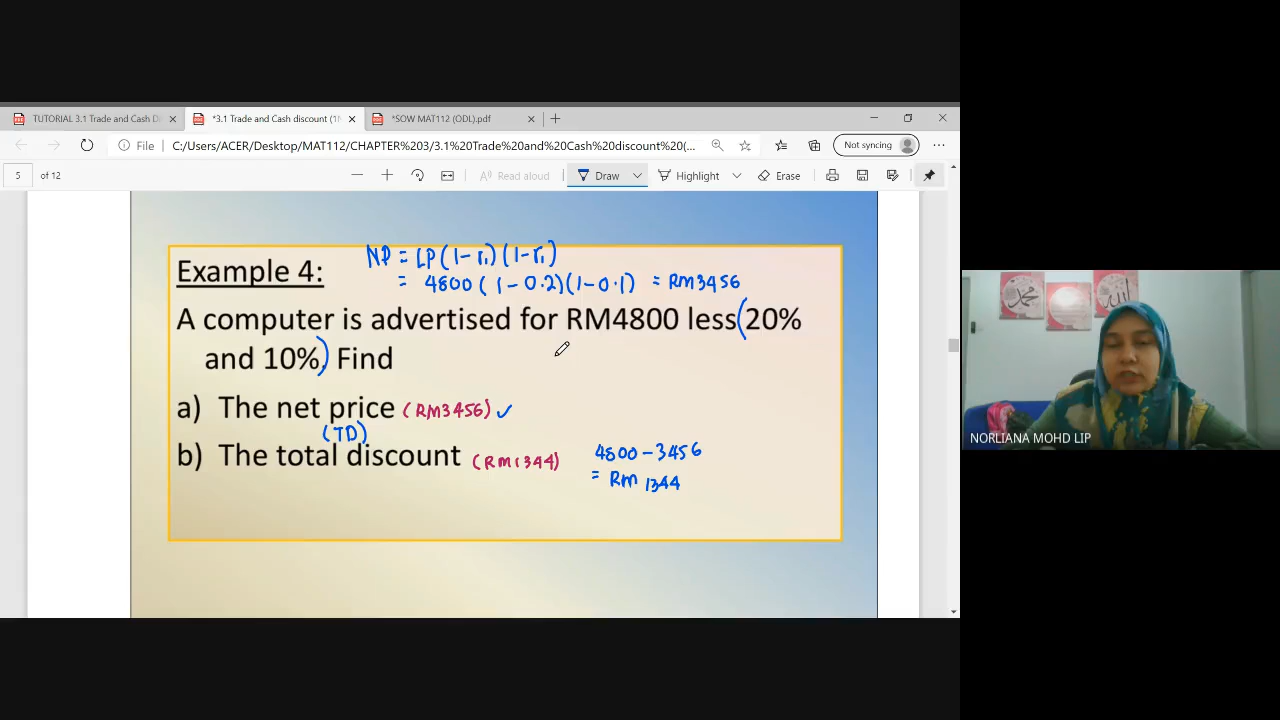 TUTORIAL 3.1 Trade and Cash D
*3.1 Trade and Cash discount (1N
*SOW MAT112 (ODL).pdf
File
C:/Users/ACER/Desktop/MAT112/CHAPTER%203/3.1%20Trade%20and%20Cash%20discount%20(...
Not syncing
5 of 12
Read aloud
Draw
Highlight
Erase
NP = LP(1-r₁)(1-r₁)
= 4800(1-0.2)(1-0.1) = RM3456
Example 4:
A computer is advertised for RM4800 less (20%
and 10%) Find
a) The net price (RM3456) ✓
(TD)
b) The total discount (RM1344)
4800-3456
= RM 1344
محمد
الله
NORLIANA MOHD LIP